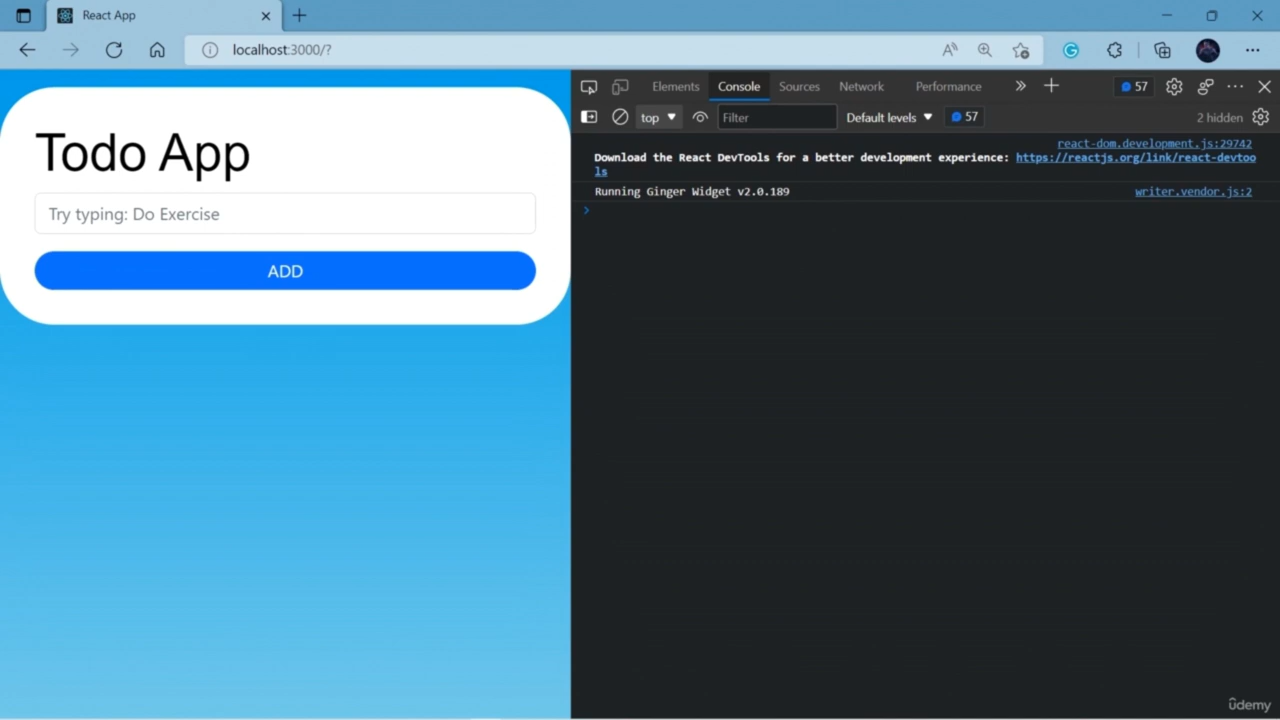 React App
localhost:3000/?
Todo App
Try typing: Do Exercise
ADD
Elements
Console
Sources
Network
Performance
57
top
Filter
Default levels
57
2 hidden
react-dom.development.js:29742
Download the React DevTools for a better development experience: https://reactjs.org/link/react-devtoo
ls
Running Ginger Widget v2.0.189
writer.vendor.js:2
ûdemy